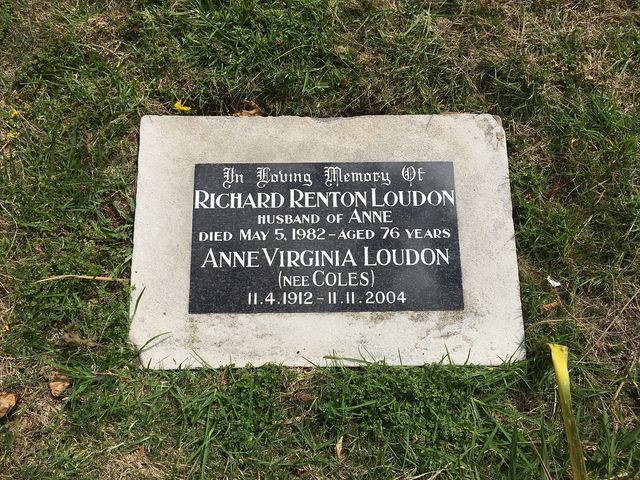 In Loving Memory Of
RICHARD RENTON LOUDON
HUSBAND OF ANNE
DIED MAY 5, 1982 - AGED 76 YEARS
ANNE VIRGINIA LOUDON
(NEE COLES)
11.4.1912 - 11.11.2004